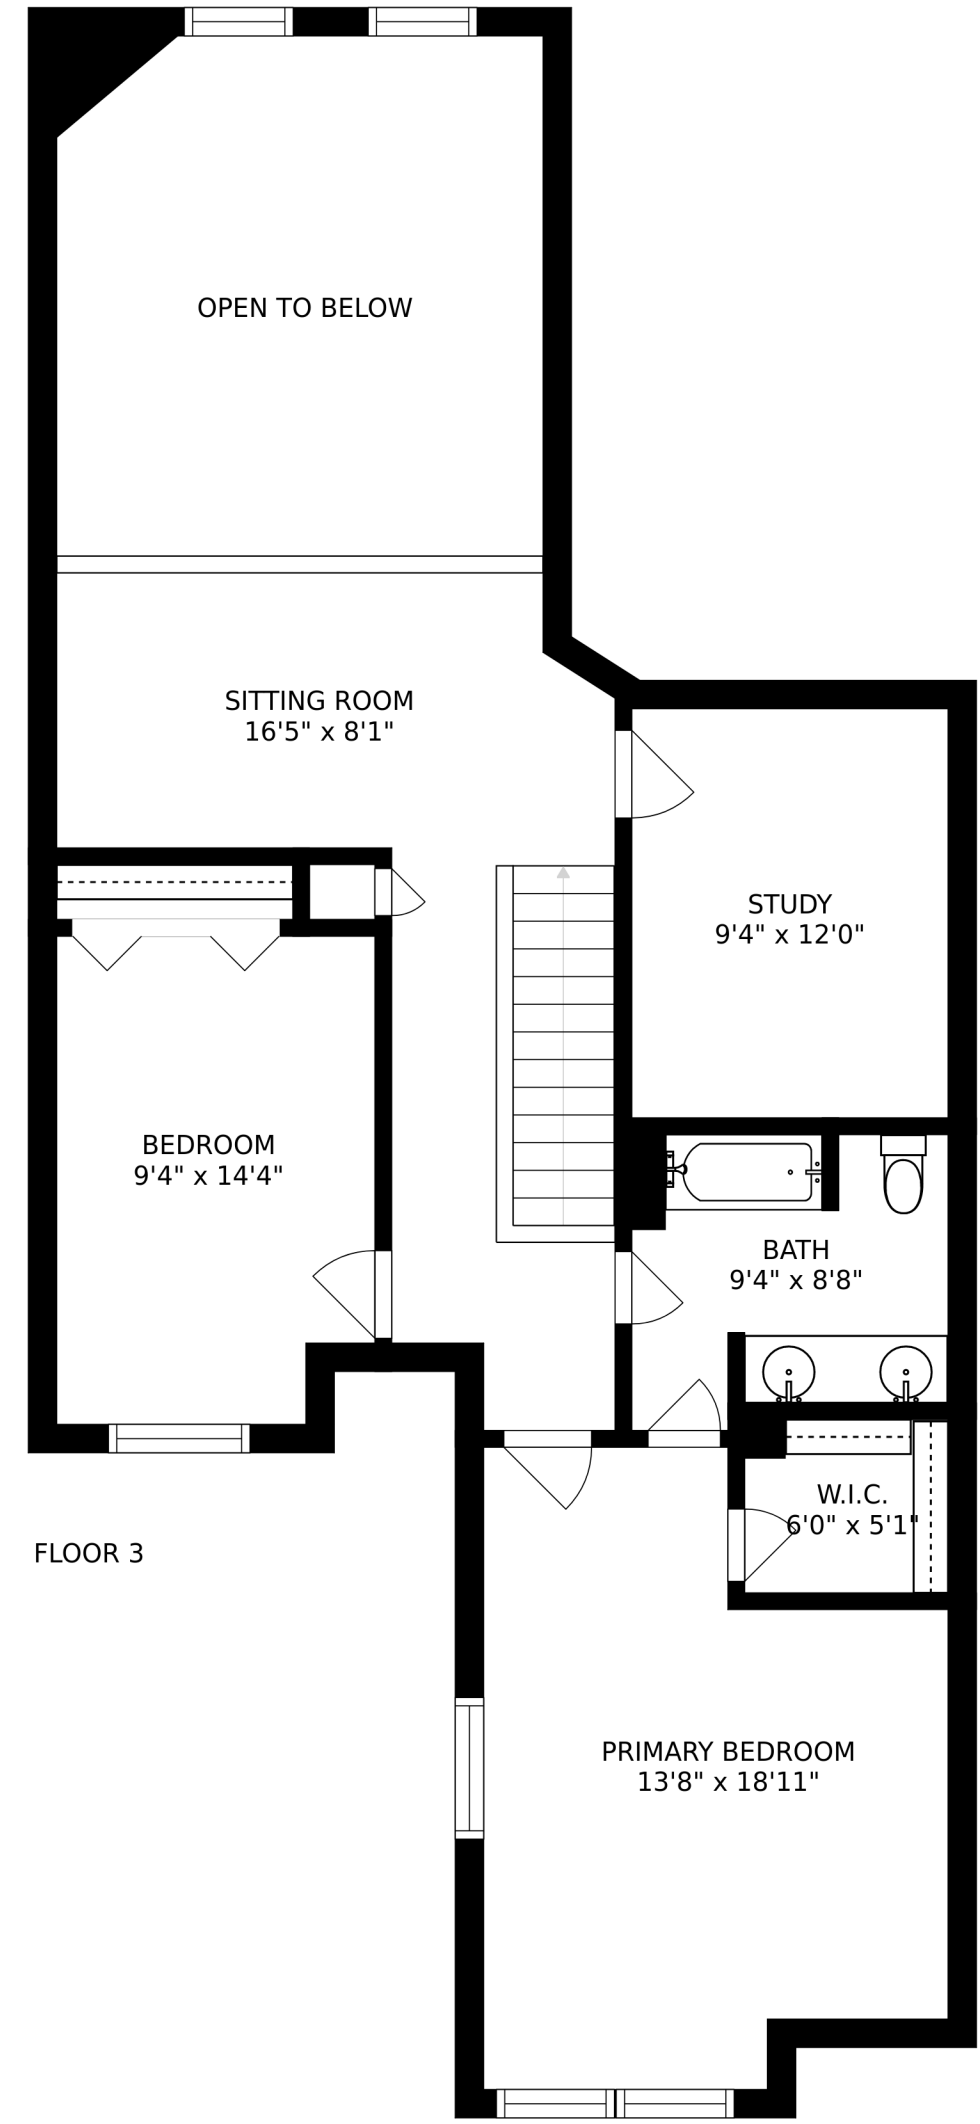 OPEN TO BELOW
SITTING ROOM
16'5" x 8'1"
STUDY
9'4" x 12'0"
BEDROOM
9'4" x 14'4"
BATH
9'4" x 8'8"
W.I.C.
6'0" x 5'1"
FLOOR 3
PRIMARY BEDROOM
13'8" x 18'11"